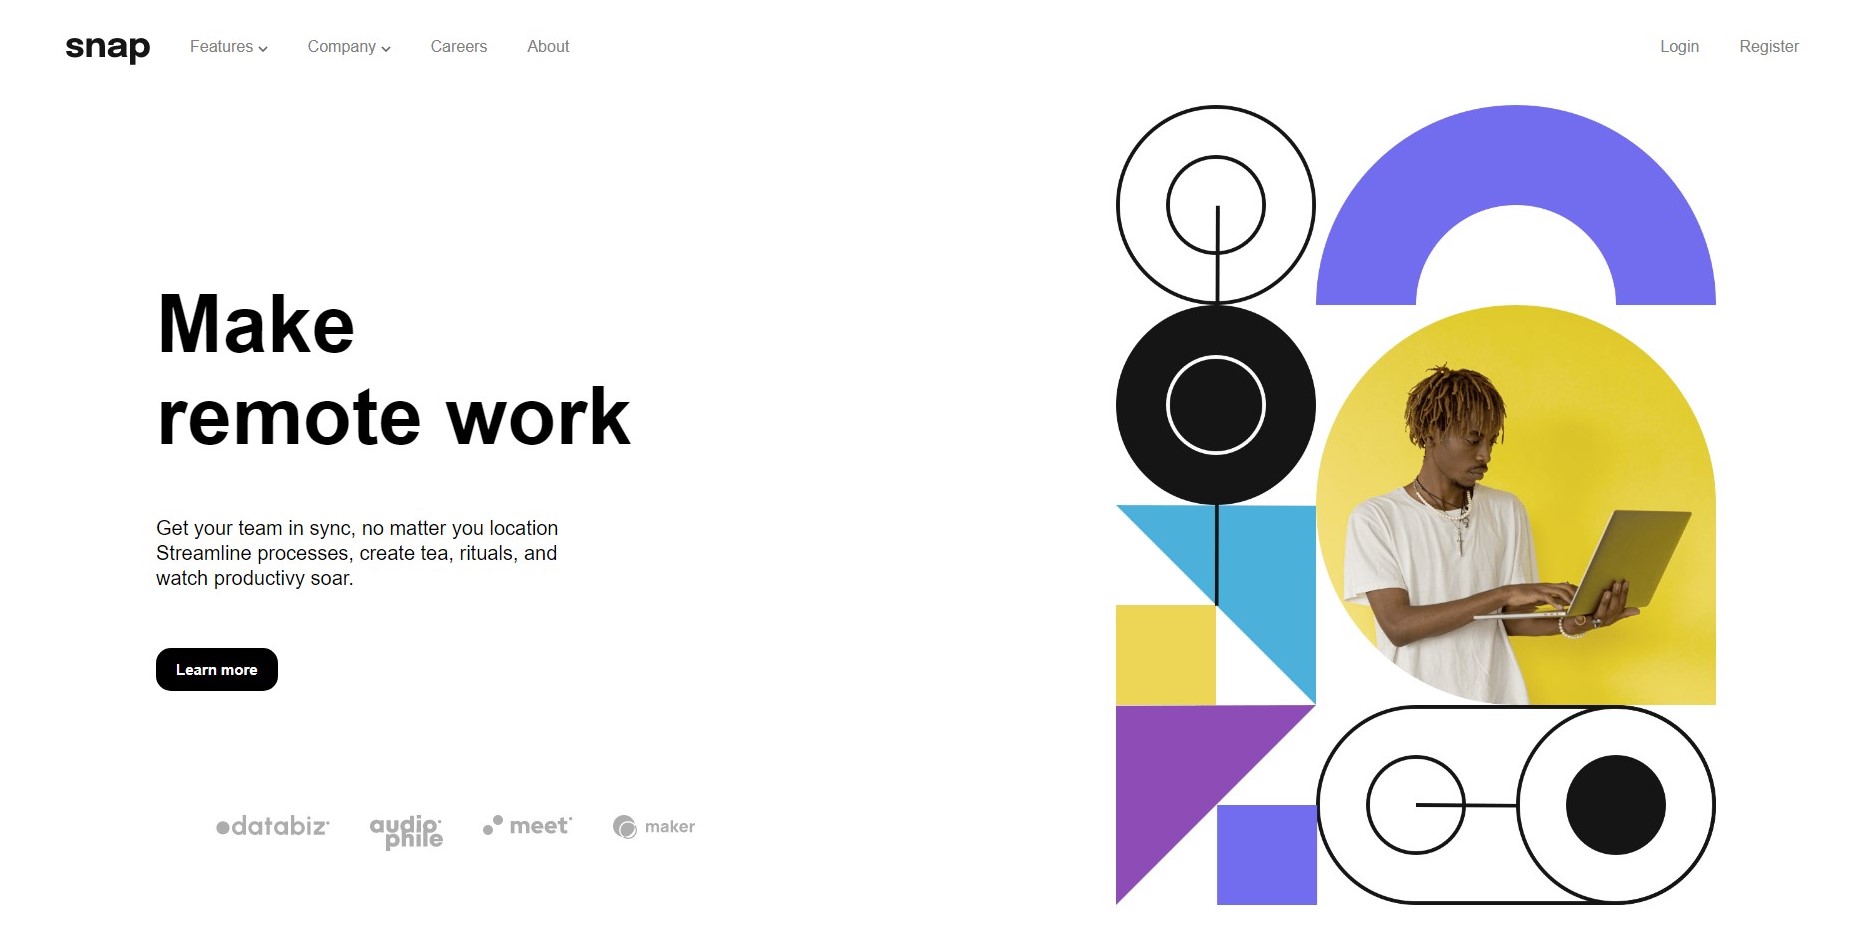 snap
Features
Company
Careers
About
Login
Register
Make
remote work
Get your team in sync, no matter you location
Streamline processes, create tea, rituals, and
watch productivy soar.
Learn more
databiz
audio
phile
meet
maker